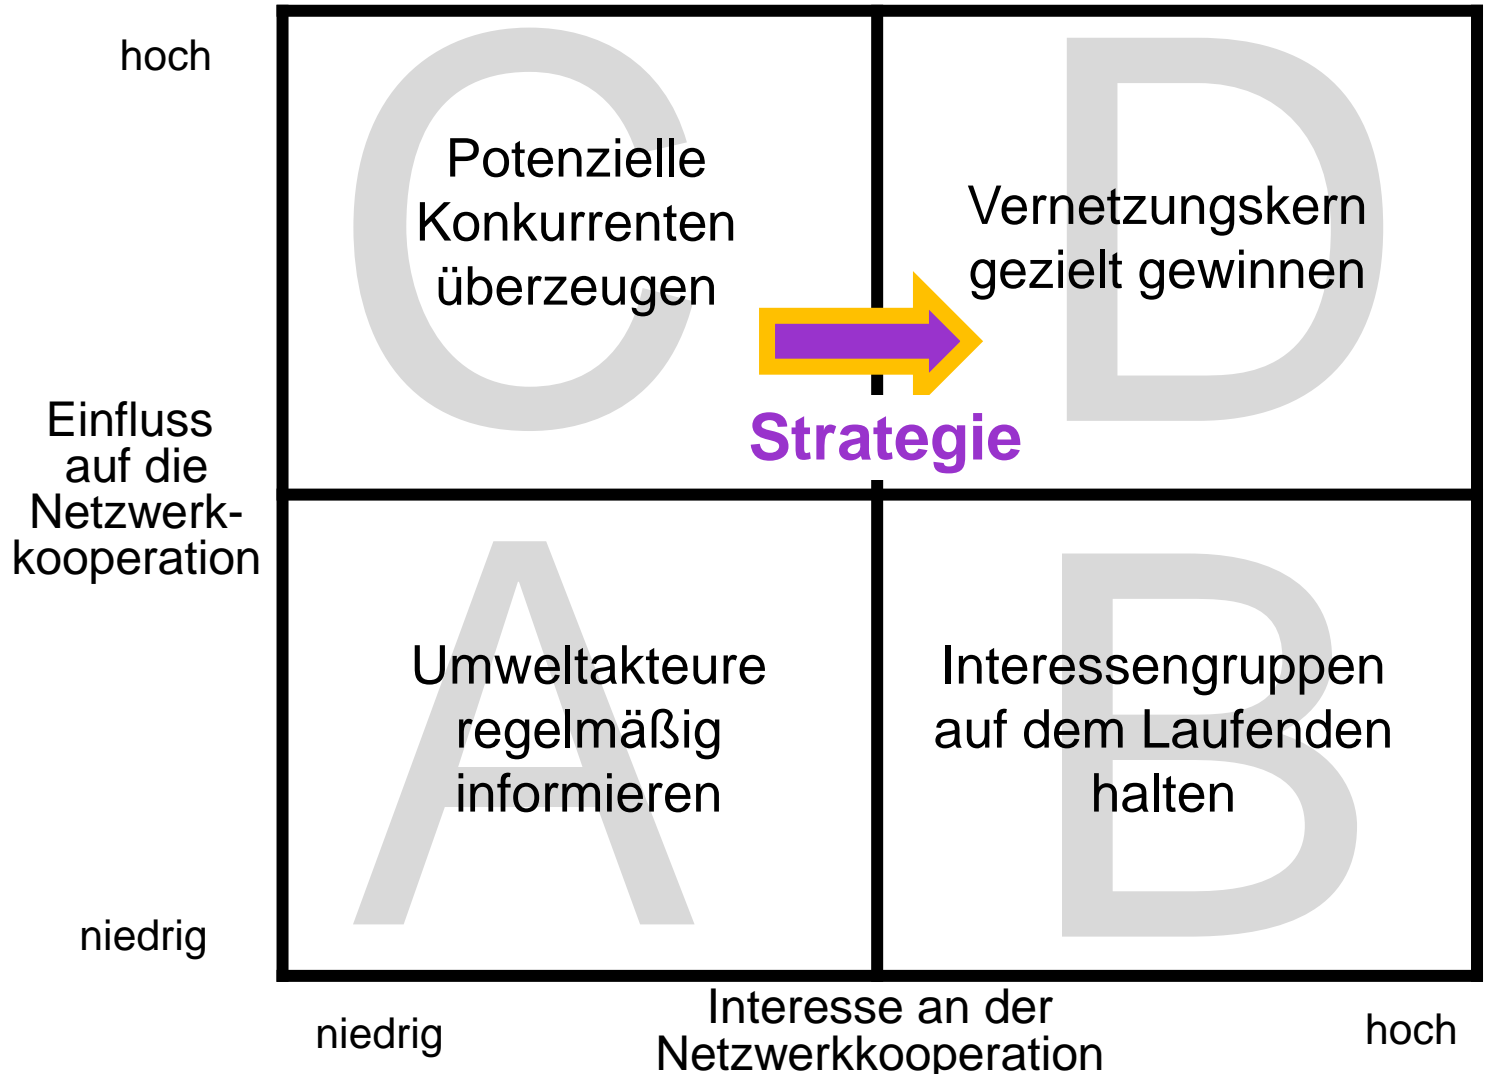 hoch
C
D
Potenzielle
Konkurrenten
überzeugen
Vernetzungskern
gezielt gewinnen
Strategie
Einfluss
auf die
Netzwerk-
kooperation
A
B
Umweltakteure
regelmäßig
informieren
Interessengruppen
auf dem Laufenden
halten
niedrig
niedrig
Interesse an der
Netzwerkkooperation
hoch